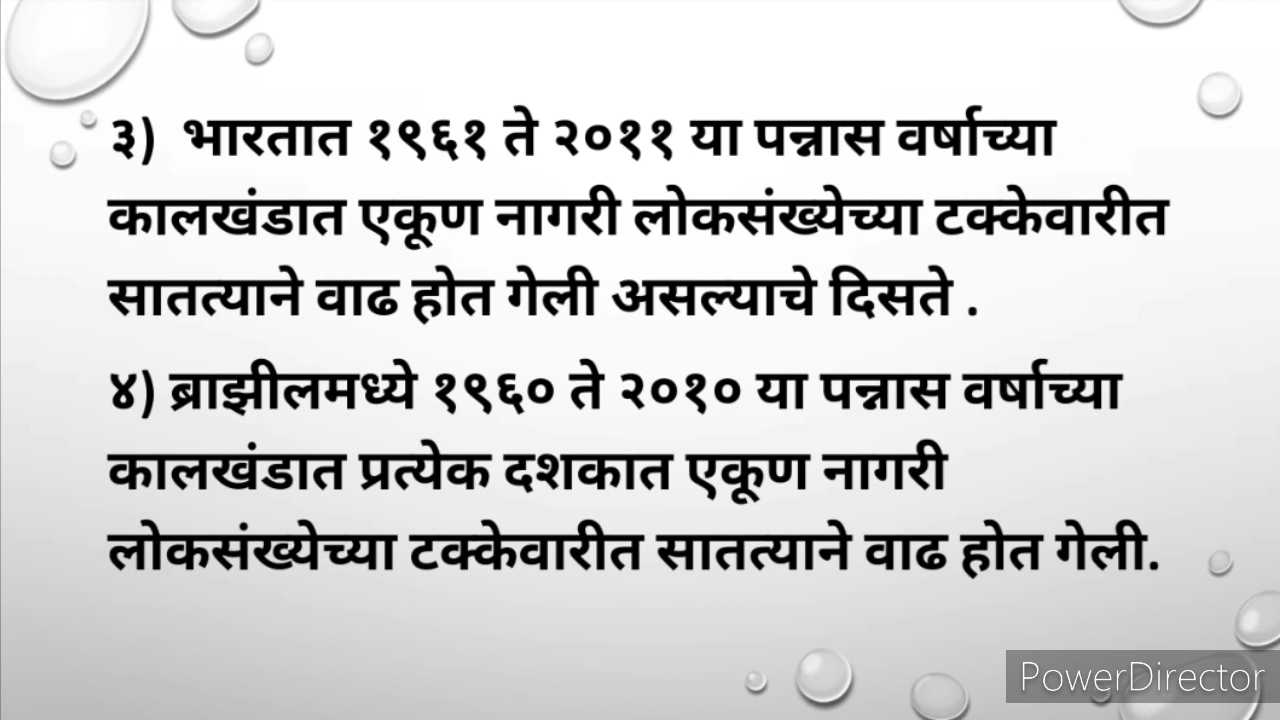 ३) भारतात १९६१ ते २०११ या पन्नास वर्षाच्या
कालखंडात एकूण नागरी लोकसंख्येच्या टक्केवारीत
सातत्याने वाढ होत गेली असल्याचे दिसते .
४) ब्राझीलमध्ये १९६० ते २०१० या पन्नास वर्षाच्या
कालखंडात प्रत्येक दशकात एकूण नागरी
लोकसंख्येच्या टक्केवारीत सातत्याने वाढ होत गेली.
PowerDirector